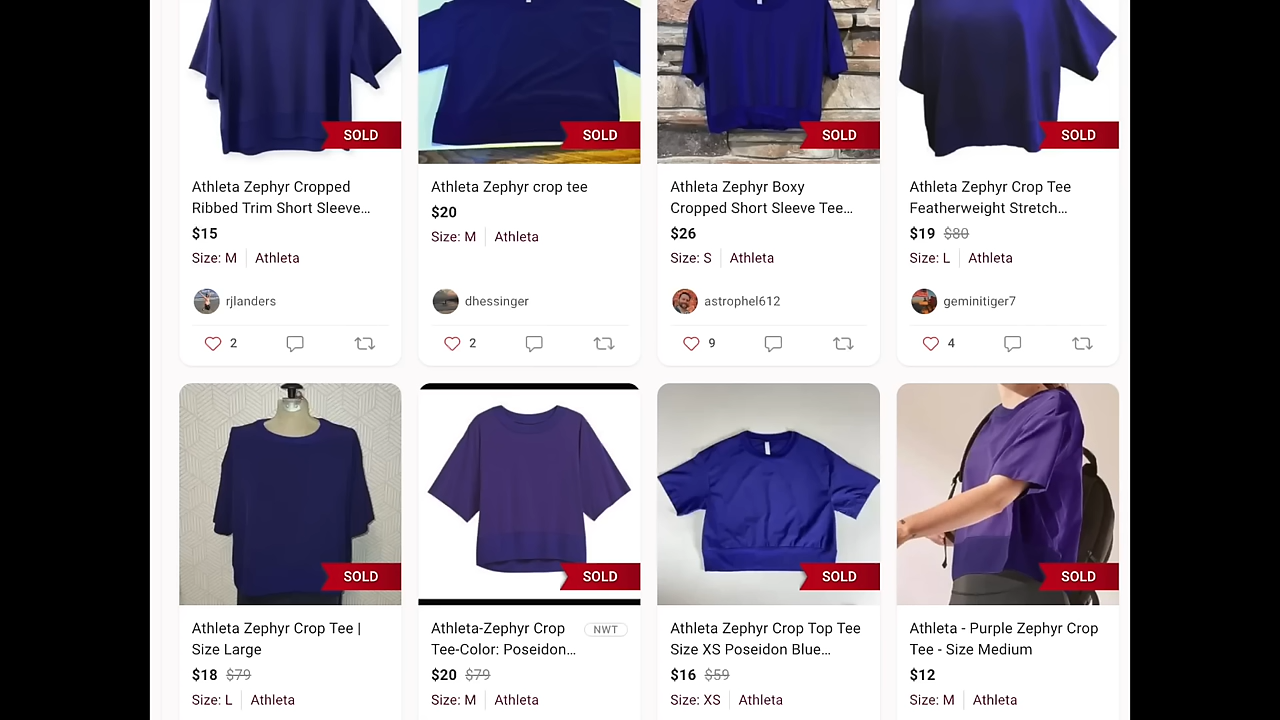 SOLD
SOLD
SOLD
SOLD
Athleta Zephyr Cropped
Ribbed Trim Short Sleeve…
$15
Size: M Athleta
rjlanders
2
Athleta Zephyr crop tee
$20
Size: M Athleta
dhessinger
2
Athleta Zephyr Boxy
Cropped Short Sleeve Tee…
$26
Size: S Athleta
astrophel612
9
Athleta Zephyr Crop Tee
Featherweight Stretch…
$19 $80
Size: L Athleta
geminitiger7
4
SOLD
SOLD
SOLD
SOLD
Athleta Zephyr Crop Tee |
Size Large
$18 $79
Size: L Athleta
Athleta-Zephyr Crop
Tee-Color: Poseidon…
NWT
$20 $79
Size: M Athleta
Athleta Zephyr Crop Top Tee
Size XS Poseidon Blue…
$16 $59
Size: XS Athleta
Athleta - Purple Zephyr Crop
Tee - Size Medium
$12
Size: M Athleta